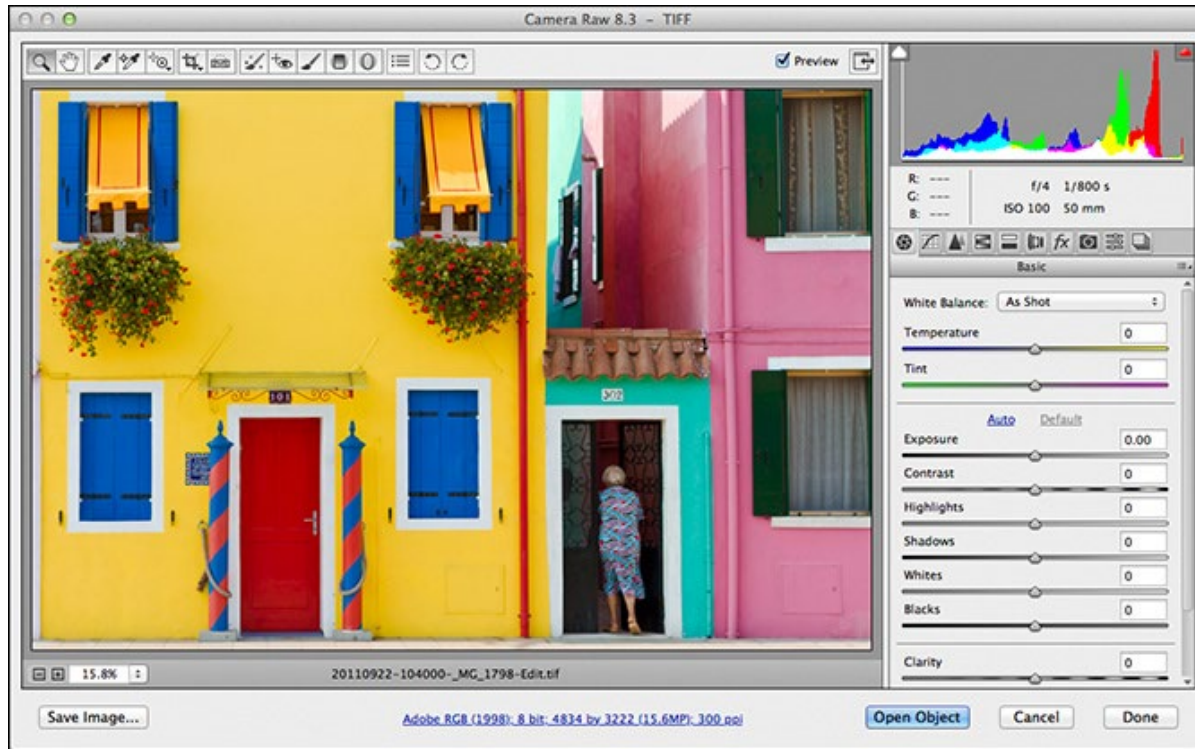 Camera Raw 8.3 – TIFF
Preview
R: ---
G: ---
B: ---
f/4 1/800 s
ISO 100 50 mm
fx
Basic
White Balance: As Shot
Temperature 0
Tint 0
Auto Default
Exposure 0.00
Contrast 0
Highlights 0
Shadows 0
Whites 0
Blacks 0
Clarity 0
101
302
15.8%
20110922-104000-_MG_1798-Edit.tif
Save Image...
Adobe RGB (1998); 8 bit; 4834 by 3222 (15.6MP); 300 ppi
Open Object
Cancel
Done